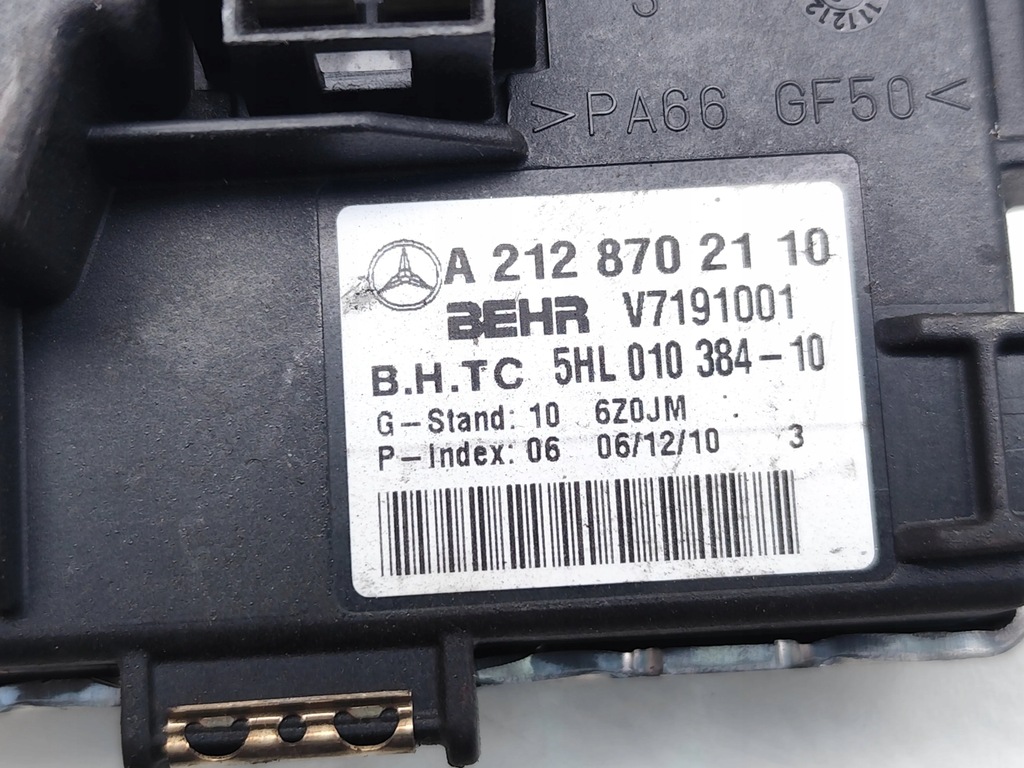 >PA66 GF50<
A 212 870 21 10
BEHR V7191001
B.H.TC 5HL 010 384-10
G-Stand: 10 6Z0JM
P-Index: 06 06/12/10 3